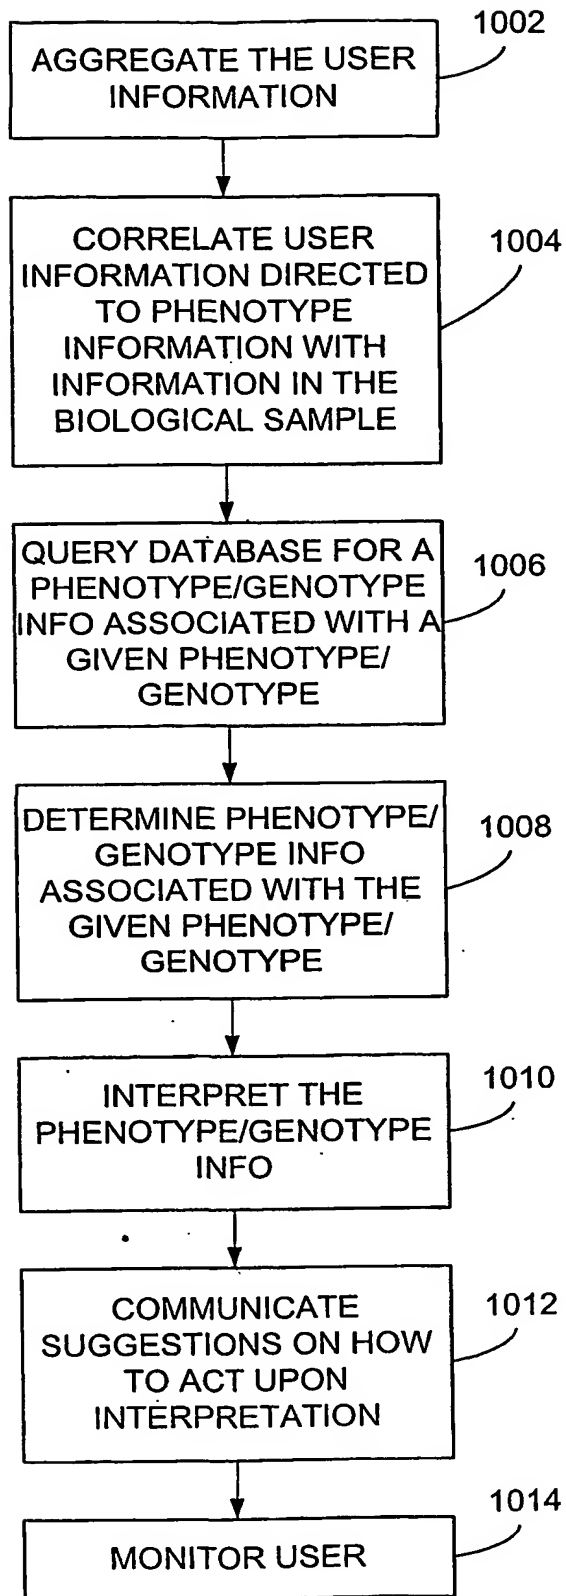 1002
AGGREGATE THE USER
INFORMATION
1004
CORRELATE USER
INFORMATION DIRECTED
TO PHENOTYPE
INFORMATION WITH
INFORMATION IN THE
BIOLOGICAL SAMPLE
1006
QUERY DATABASE FOR A
PHENOTYPE/GENOTYPE
INFO ASSOCIATED WITH A
GIVEN PHENOTYPE/
GENOTYPE
1008
DETERMINE PHENOTYPE/
GENOTYPE INFO
ASSOCIATED WITH THE
GIVEN PHENOTYPE/
GENOTYPE
1010
INTERPRET THE
PHENOTYPE/GENOTYPE
INFO
1012
COMMUNICATE
SUGGESTIONS ON HOW
TO ACT UPON
INTERPRETATION
1014
MONITOR USER